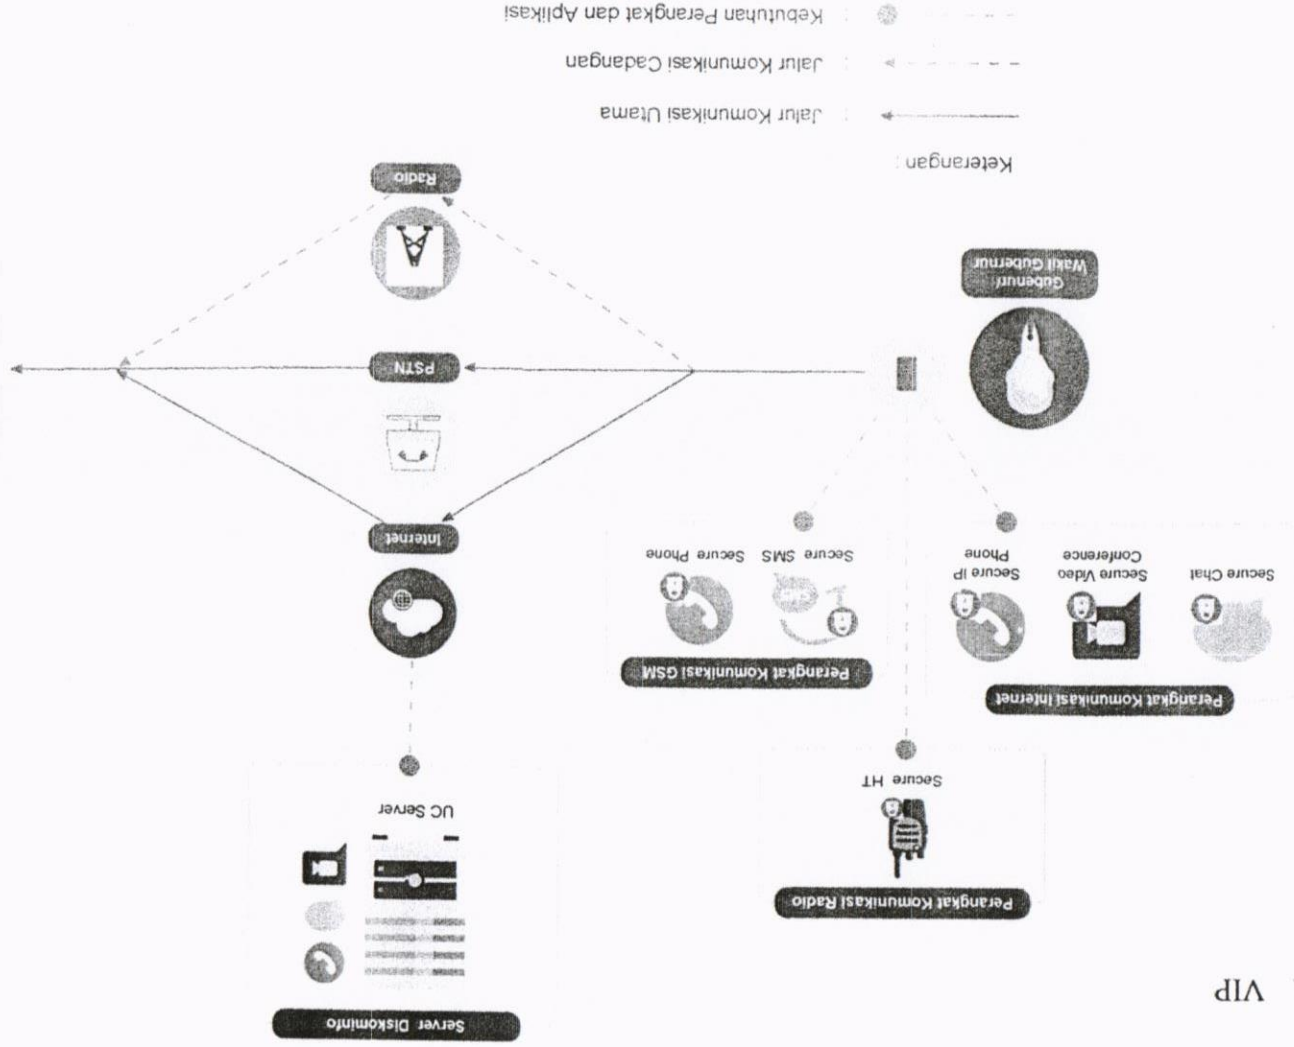 VIP
Server Diskominfo
UC Server
Perangkat Komunikasi Radio
Secure HT
Perangkat Komunikasi Internet
Secure Chat
Secure Video
Conference
Secure IP
Phone
Perangkat Komunikasi GSM
Secure SMS
Secure Phone
Internet
PSTN
Radio
Gubenur/
Wakil Gubernur
Keterangan :
Jalur Komunikasi Utama
:
Jalur Komunikasi Cadangan
:
Kebutuhan Perangkat dan Aplikasi
: